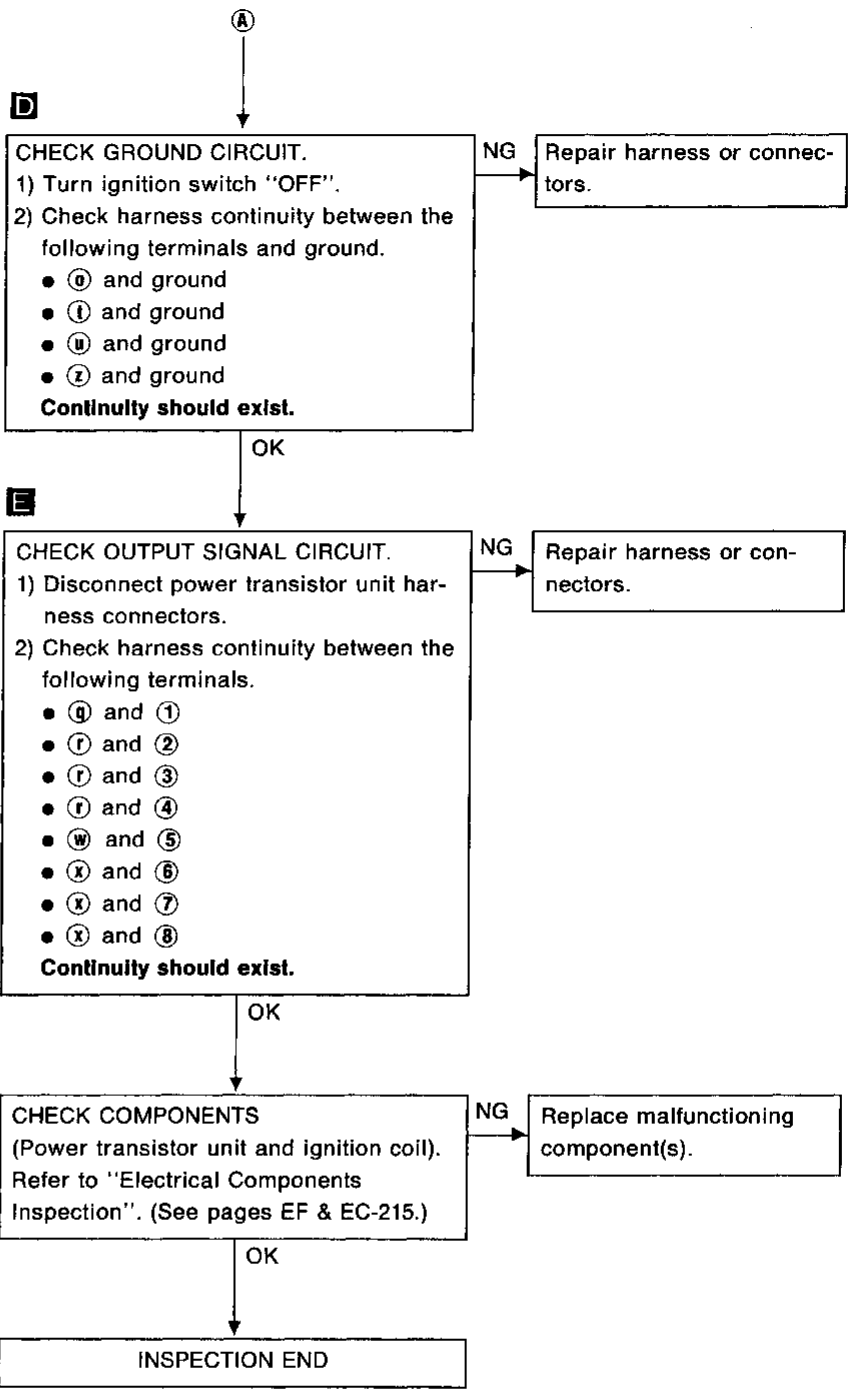 Ⓐ
D
CHECK GROUND CIRCUIT.
1) Turn ignition switch "OFF".
2) Check harness continuity between the
following terminals and ground.
● ⓞ and ground
● ⓣ and ground
● ⓤ and ground
● ⓩ and ground
Continuity should exist.
NG
Repair harness or connec-
tors.
OK
E
CHECK OUTPUT SIGNAL CIRCUIT.
1) Disconnect power transistor unit har-
ness connectors.
2) Check harness continuity between the
following terminals.
● ⓠ and ①
● ⓡ and ②
● ⓡ and ③
● ⓡ and ④
● ⓦ and ⑤
● ⓧ and ⑥
● ⓧ and ⑦
● ⓧ and ⑧
Continuity should exist.
NG
Repair harness or con-
nectors.
OK
CHECK COMPONENTS
(Power transistor unit and ignition coil).
Refer to "Electrical Components
Inspection". (See pages EF & EC-215.)
NG
Replace malfunctioning
component(s).
OK
INSPECTION END